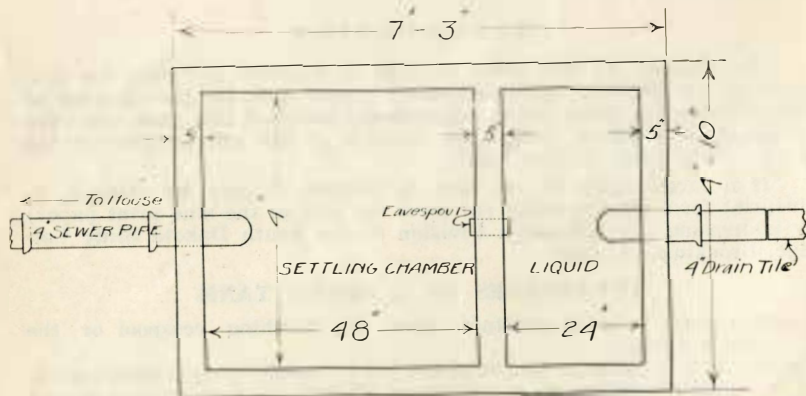 7'-3"
5"
5"
5"
4'-10"
To House
4" SEWER PIPE
4'
Eavespout
SETTLING CHAMBER
LIQUID
4" Drain Tile
48"
24"